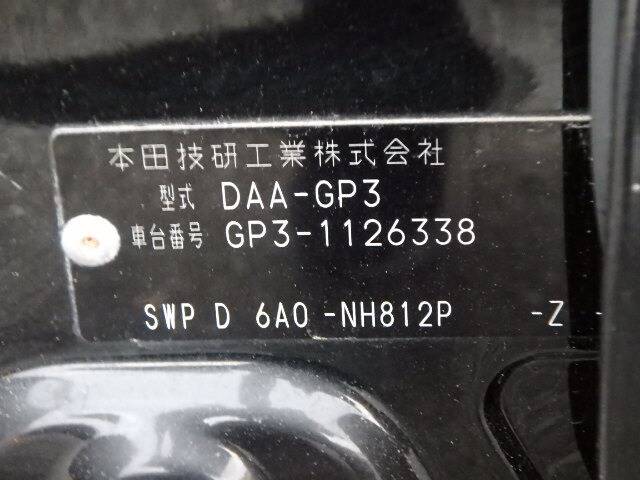 本田技研工業株式会社
型式 DAA-GP3
車台番号 GP3-1126338
SWP D 6A0 -NH812P -Z -